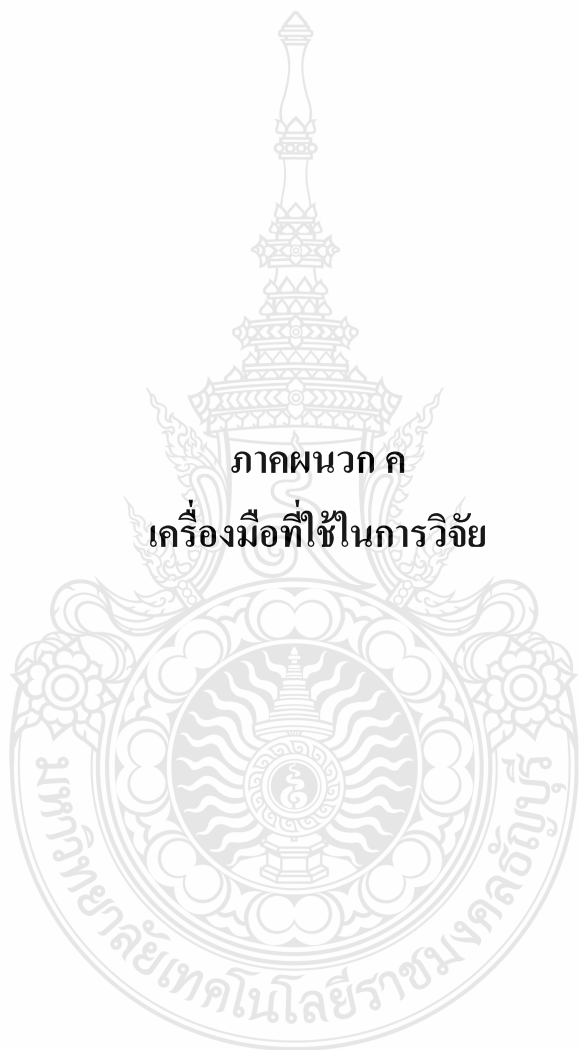 ภาคผนวก ค
เครื่องมือที่ใช้ในการวิจัย
มหาวิทยาลัยเทคโนโลยีราชมงคลธัญบุรี